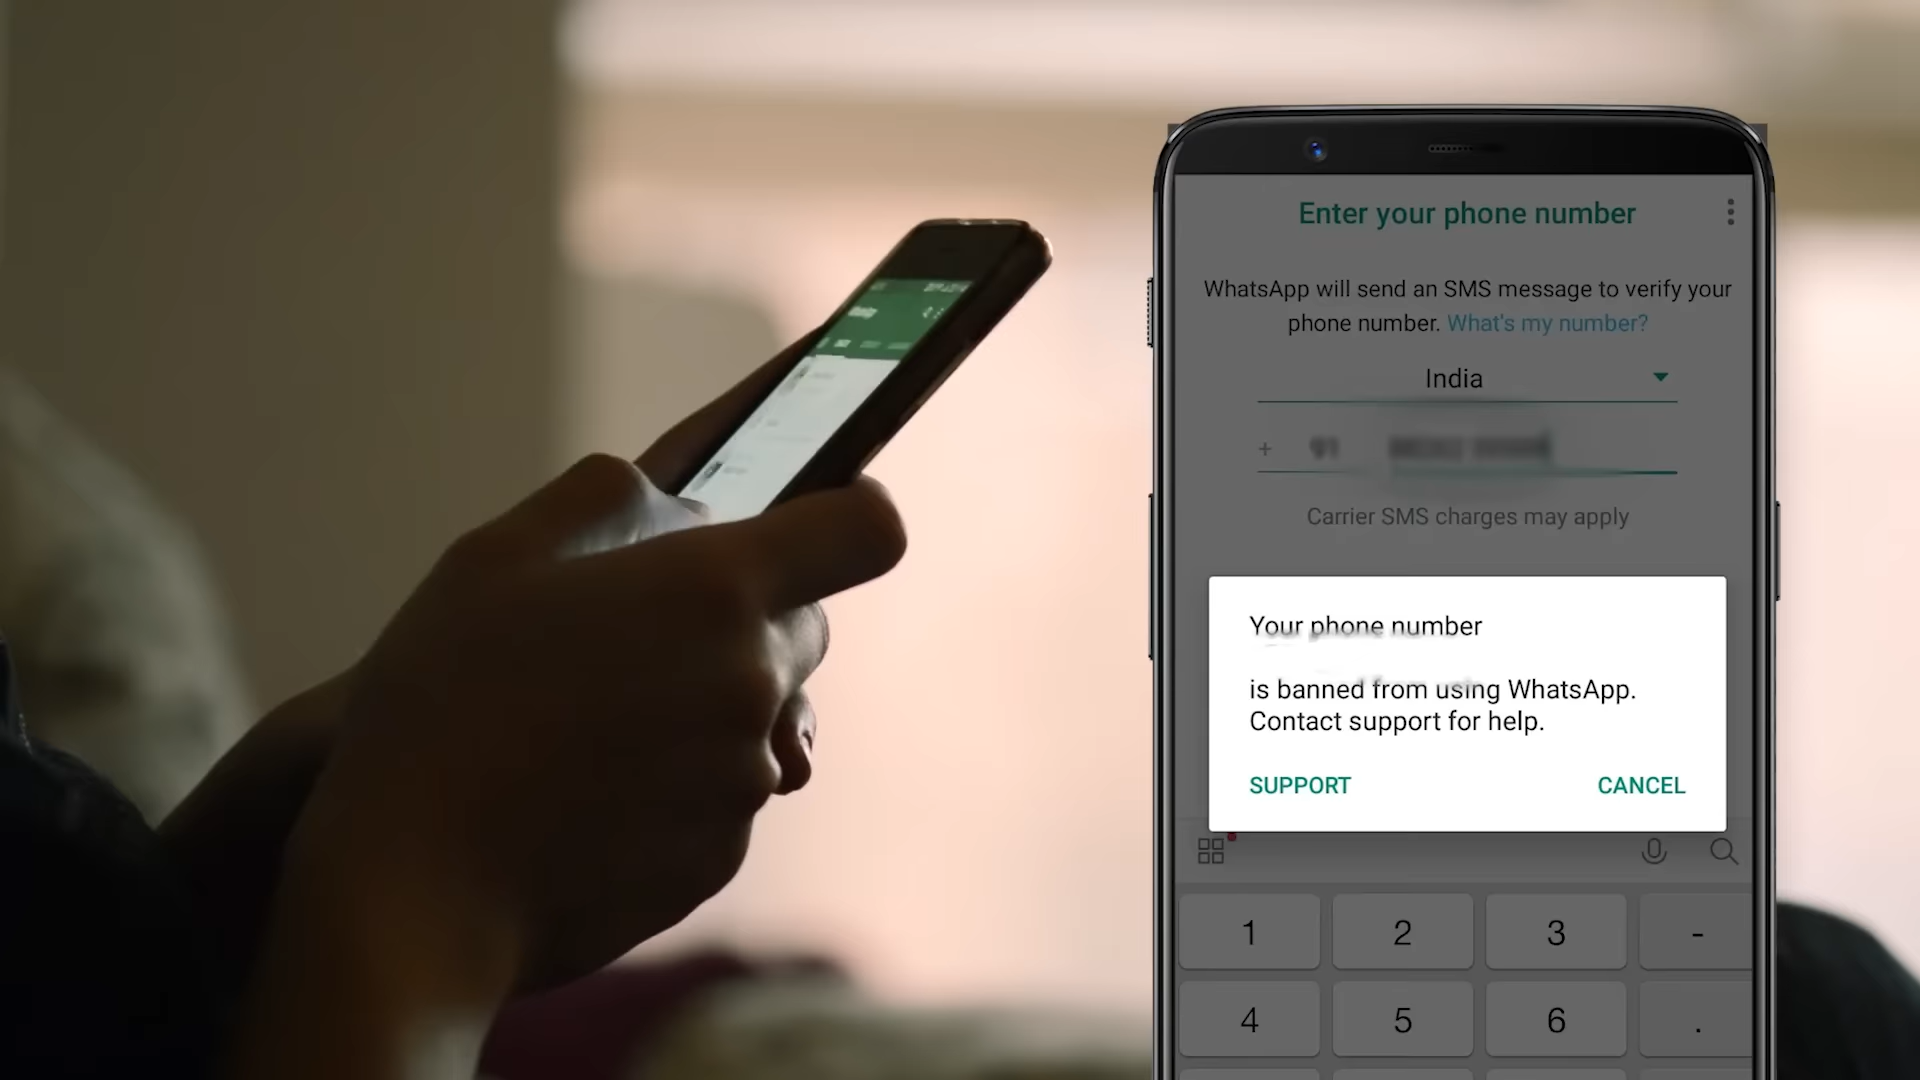 Enter your phone number
WhatsApp will send an SMS message to verify your
phone number. What's my number?
India
+ 91
Carrier SMS charges may apply
Your phone number
is banned from using WhatsApp.
Contact support for help.
SUPPORT CANCEL
1 2 3 -
4 5 6 .